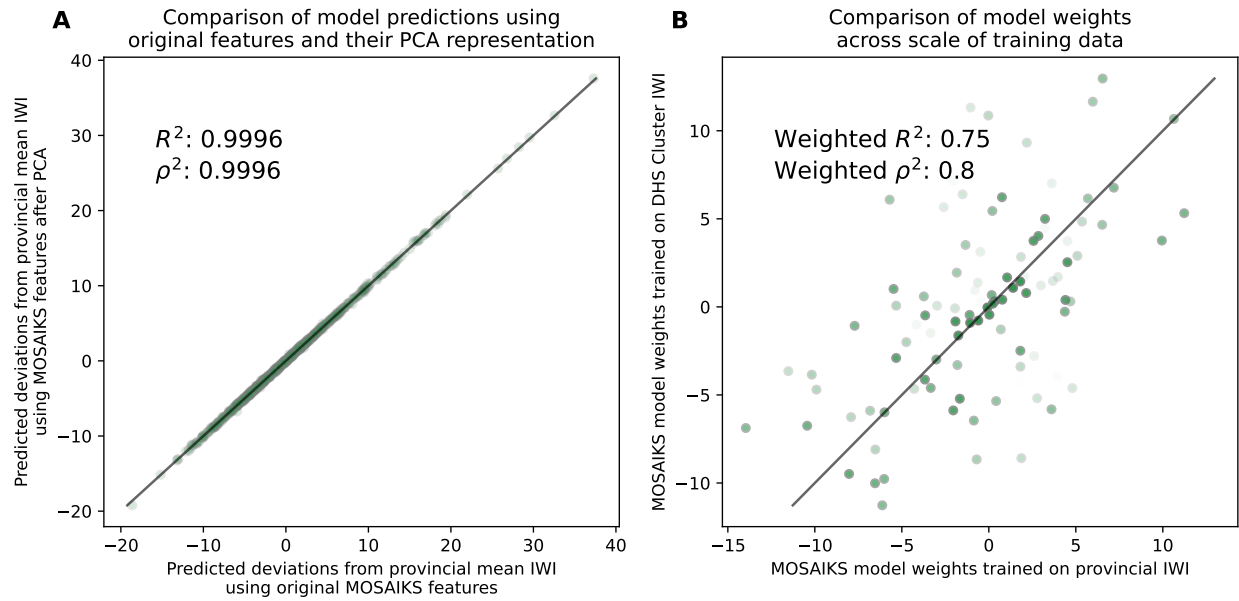 A
Comparison of model predictions using
original features and their PCA representation
R²: 0.9996
ρ²: 0.9996
40
30
20
10
0
−10
−20
−20
−10
0
10
20
30
40
Predicted deviations from provincial mean IWI
using MOSAIKS features after PCA
Predicted deviations from provincial mean IWI
using original MOSAIKS features
B
Comparison of model weights
across scale of training data
Weighted R²: 0.75
Weighted ρ²: 0.8
10
5
0
−5
−10
−15
−10
−5
0
5
10
MOSAIKS model weights trained on DHS Cluster IWI
MOSAIKS model weights trained on provincial IWI